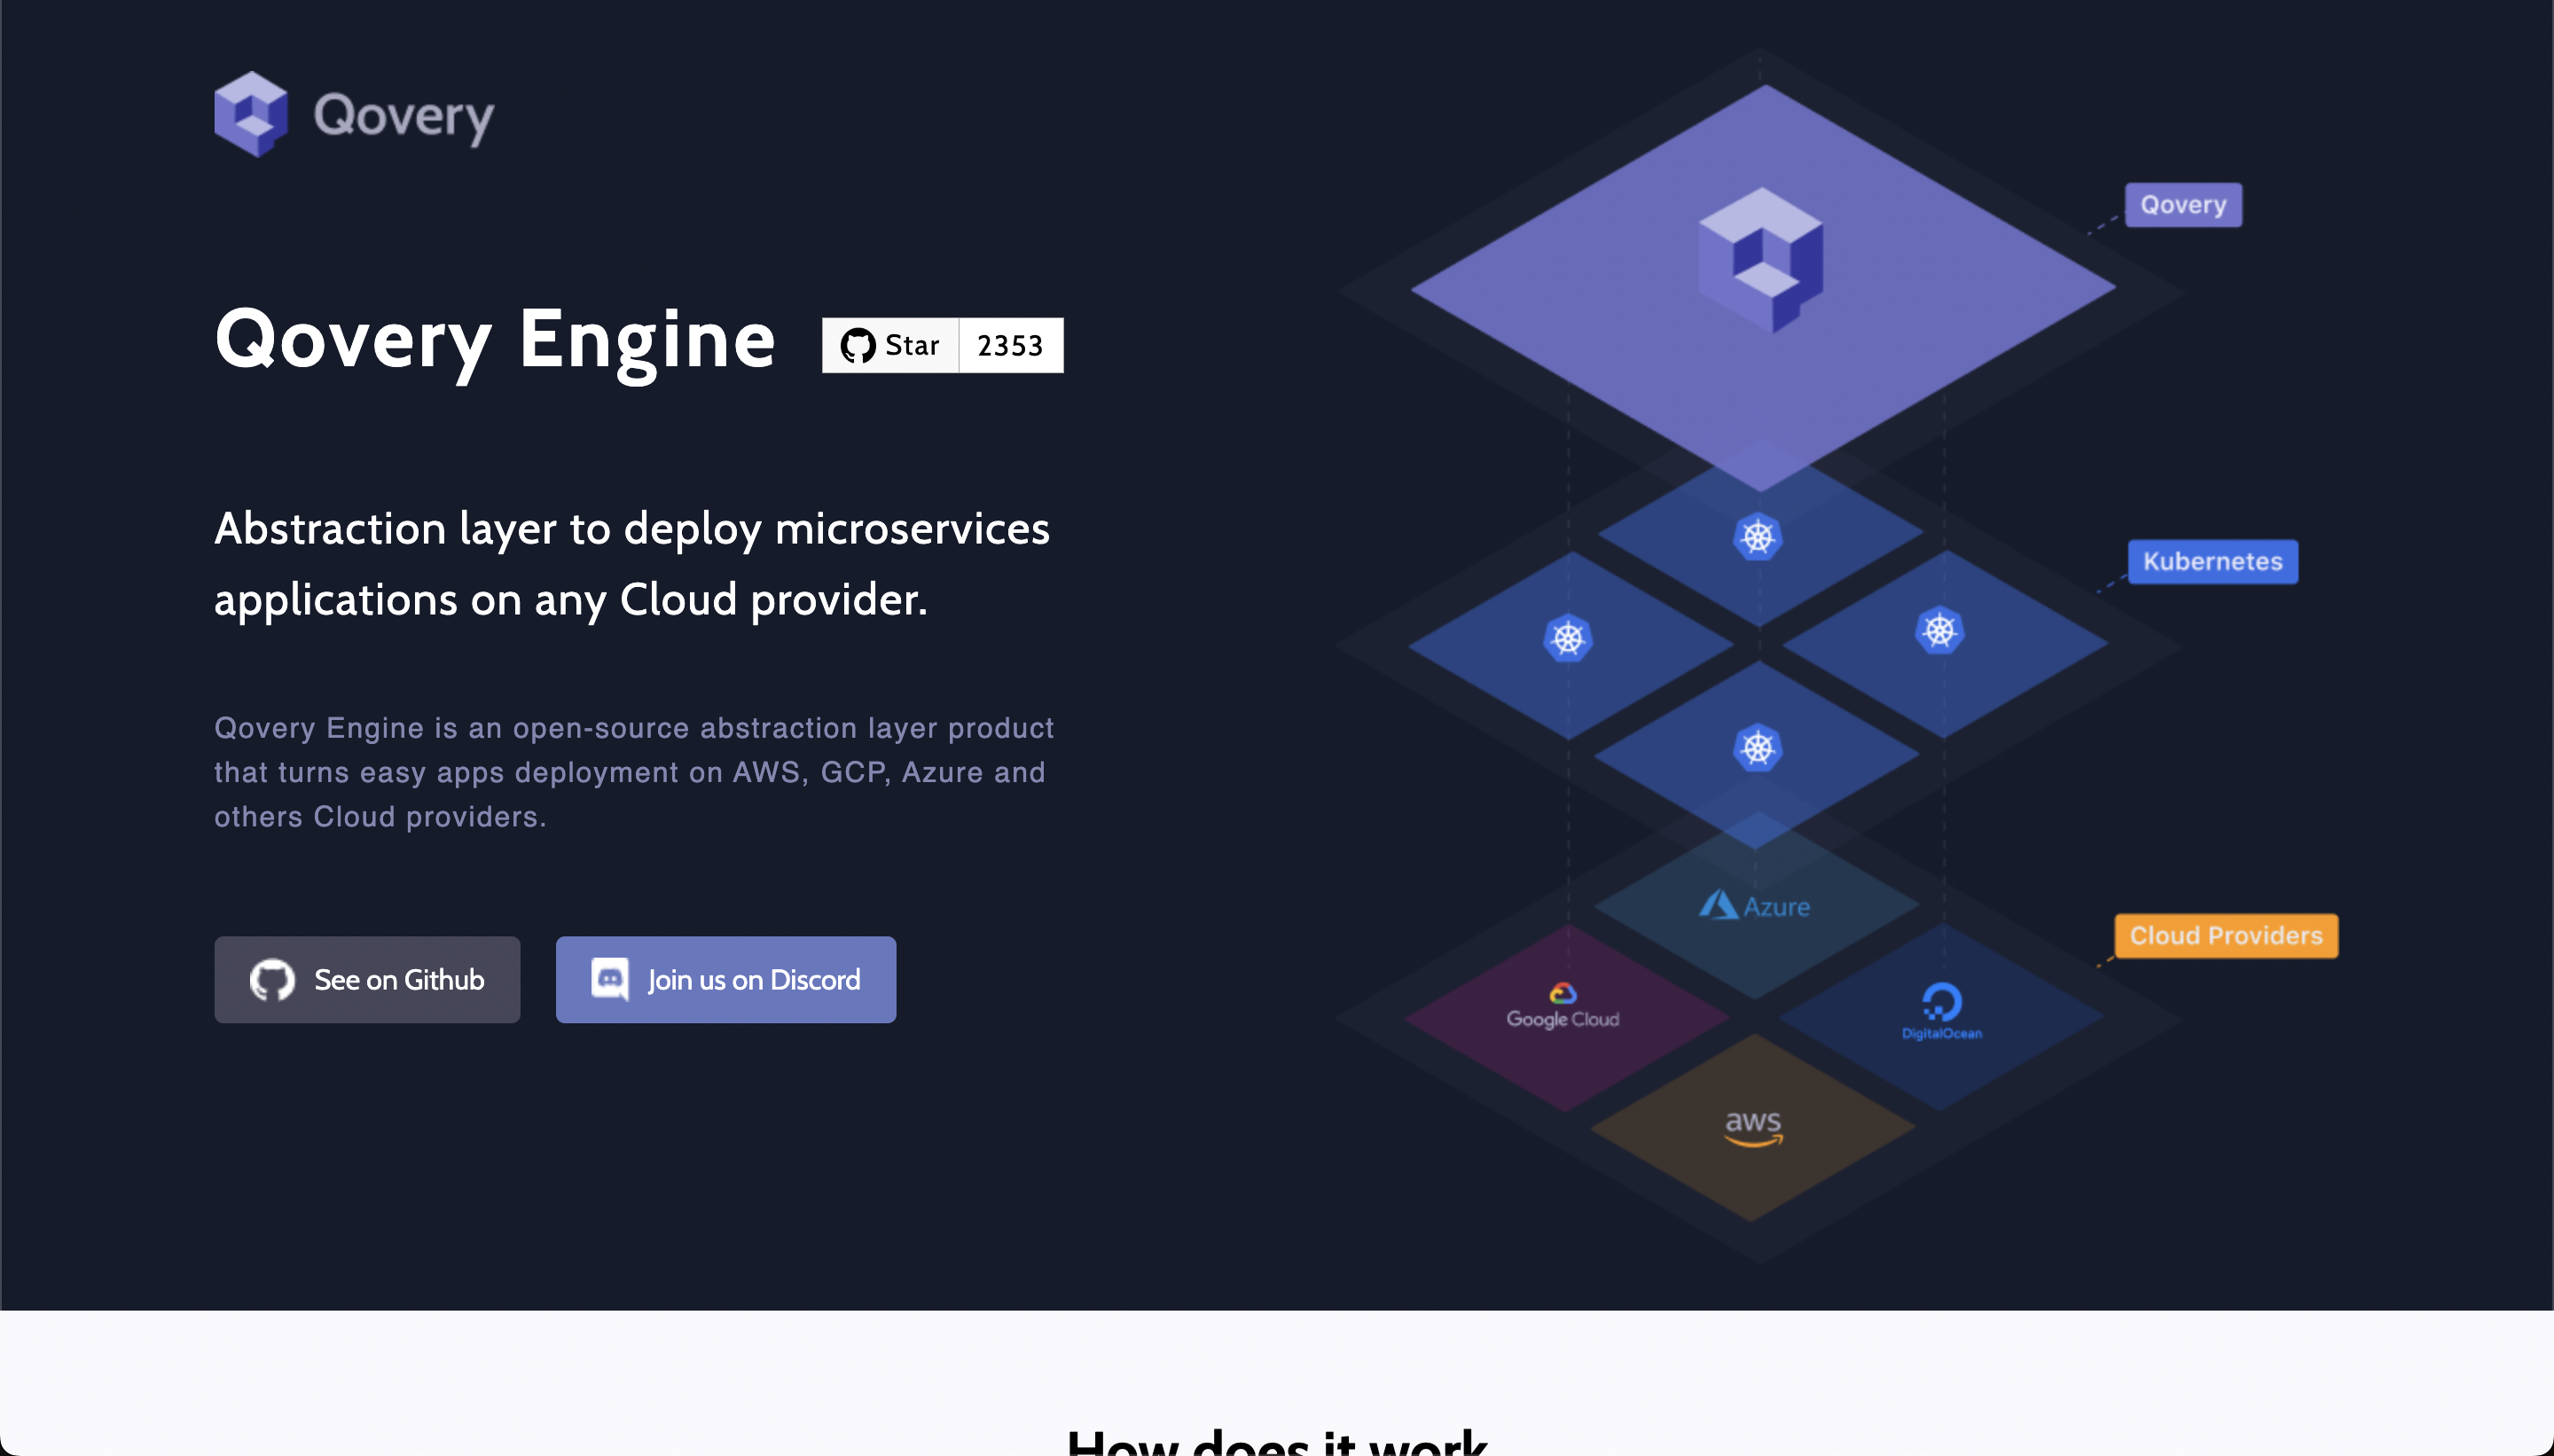 Qovery
Qovery Engine
Star
2353
Abstraction layer to deploy microservices
applications on any Cloud provider.
Qovery Engine is an open-source abstraction layer product
that turns easy apps deployment on AWS, GCP, Azure and
others Cloud providers.
See on Github
Join us on Discord
Qovery
Kubernetes
Cloud Providers
Azure
Google Cloud
DigitalOcean
aws
How does it work